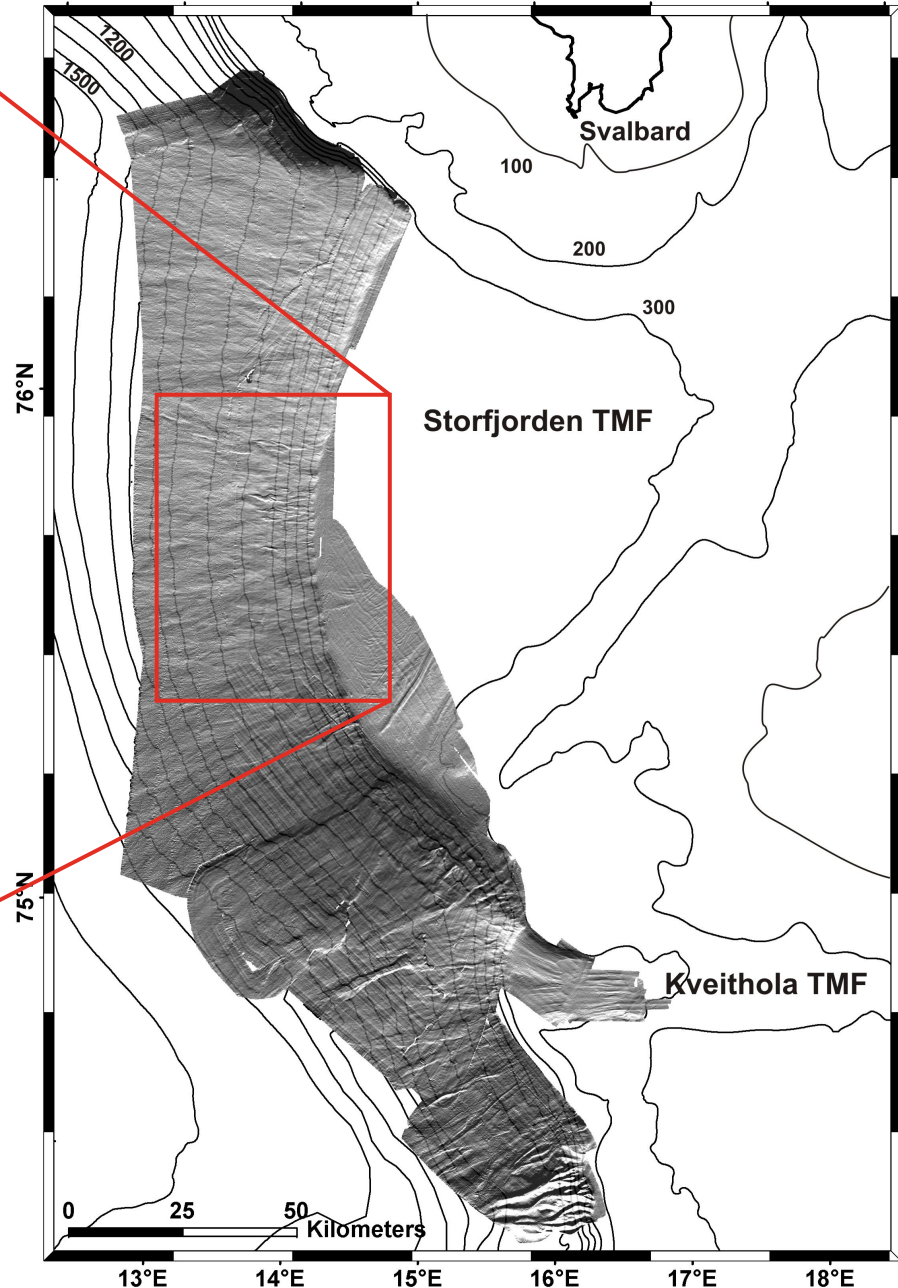 1200
1500
Svalbard
100
200
300
76°N
Storfjorden TMF
75°N
Kveithola TMF
0 25 50
Kilometers
13°E 14°E 15°E 16°E 17°E 18°E